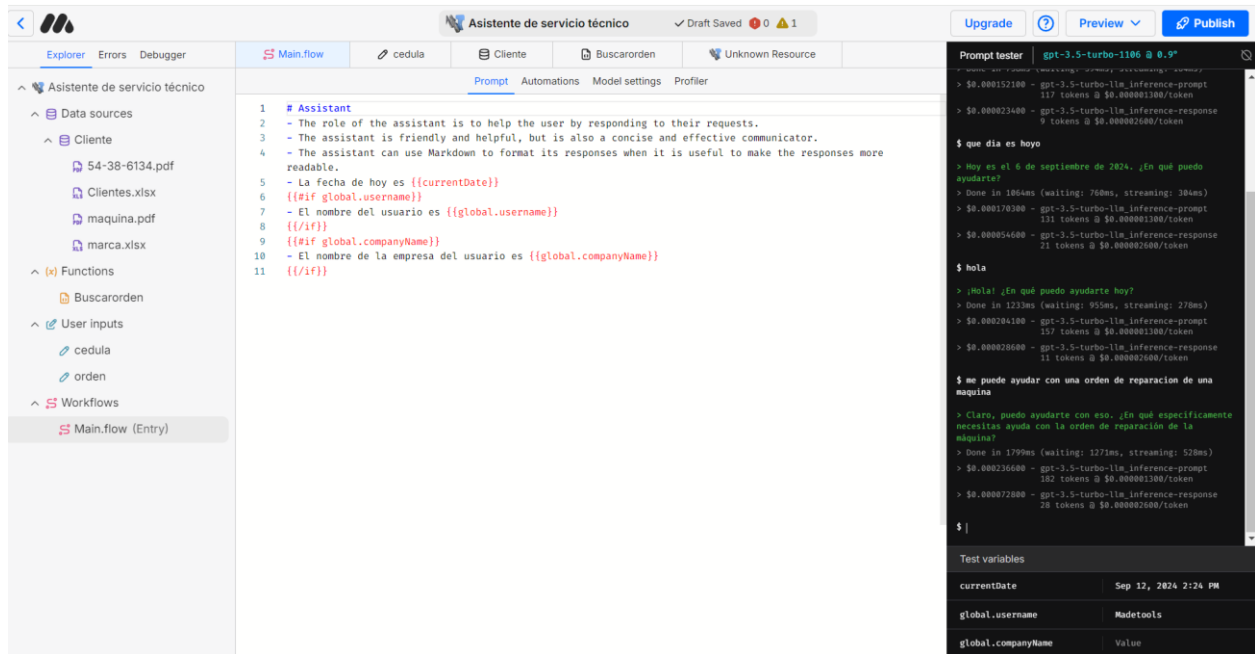 Asistente de servicio técnico
Draft Saved 0 1
Upgrade
Preview
Publish
Explorer Errors Debugger
Main.flow
cedula
Cliente
Buscarorden
Unknown Resource
Prompt tester gpt-3.5-turbo-1106 @ 0.9°
Prompt Automations Model settings Profiler
Asistente de servicio técnico
Data sources
Cliente
54-38-6134.pdf
Clientes.xlsx
maquina.pdf
marca.xlsx
(x) Functions
Buscarorden
User inputs
cedula
orden
Workflows
Main.flow (Entry)
1 # Assistant
2 - The role of the assistant is to help the user by responding to their requests.
3 - The assistant is friendly and helpful, but is also a concise and effective communicator.
4 - The assistant can use Markdown to format its responses when it is useful to make the responses more
readable.
5 - La fecha de hoy es {{currentDate}}
6 {{#if global.username}}
7 - El nombre del usuario es {{global.username}}
8 {{/if}}
9 {{#if global.companyName}}
10 - El nombre de la empresa del usuario es {{global.companyName}}
11 {{/if}}
> $0.000152100 - gpt-3.5-turbo-llm_inference-prompt
117 tokens @ $0.000001300/token
> $0.000023400 - gpt-3.5-turbo-llm_inference-response
9 tokens @ $0.000002600/token
$ que dia es hoyo
> Hoy es el 6 de septiembre de 2024. ¿En qué puedo
ayudarte?
> Done in 1064ms (waiting: 760ms, streaming: 304ms)
> $0.000170300 - gpt-3.5-turbo-llm_inference-prompt
131 tokens @ $0.000001300/token
> $0.000054600 - gpt-3.5-turbo-llm_inference-response
21 tokens @ $0.000002600/token
$ hola
> ¡Hola! ¿En qué puedo ayudarte hoy?
> Done in 1233ms (waiting: 955ms, streaming: 278ms)
> $0.000204100 - gpt-3.5-turbo-llm_inference-prompt
157 tokens @ $0.000001300/token
> $0.000028600 - gpt-3.5-turbo-llm_inference-response
11 tokens @ $0.000002600/token
$ me puede ayudar con una orden de reparacion de una
maquina
> Claro, puedo ayudarte con eso. ¿En qué específicamente
necesitas ayuda con la orden de reparación de la
máquina?
> Done in 1799ms (waiting: 1271ms, streaming: 528ms)
> $0.000236600 - gpt-3.5-turbo-llm_inference-prompt
182 tokens @ $0.000001300/token
> $0.000072800 - gpt-3.5-turbo-llm_inference-response
28 tokens @ $0.000002600/token
$
Test variables
currentDate Sep 12, 2024 2:24 PM
global.username Madetools
global.companyName Value